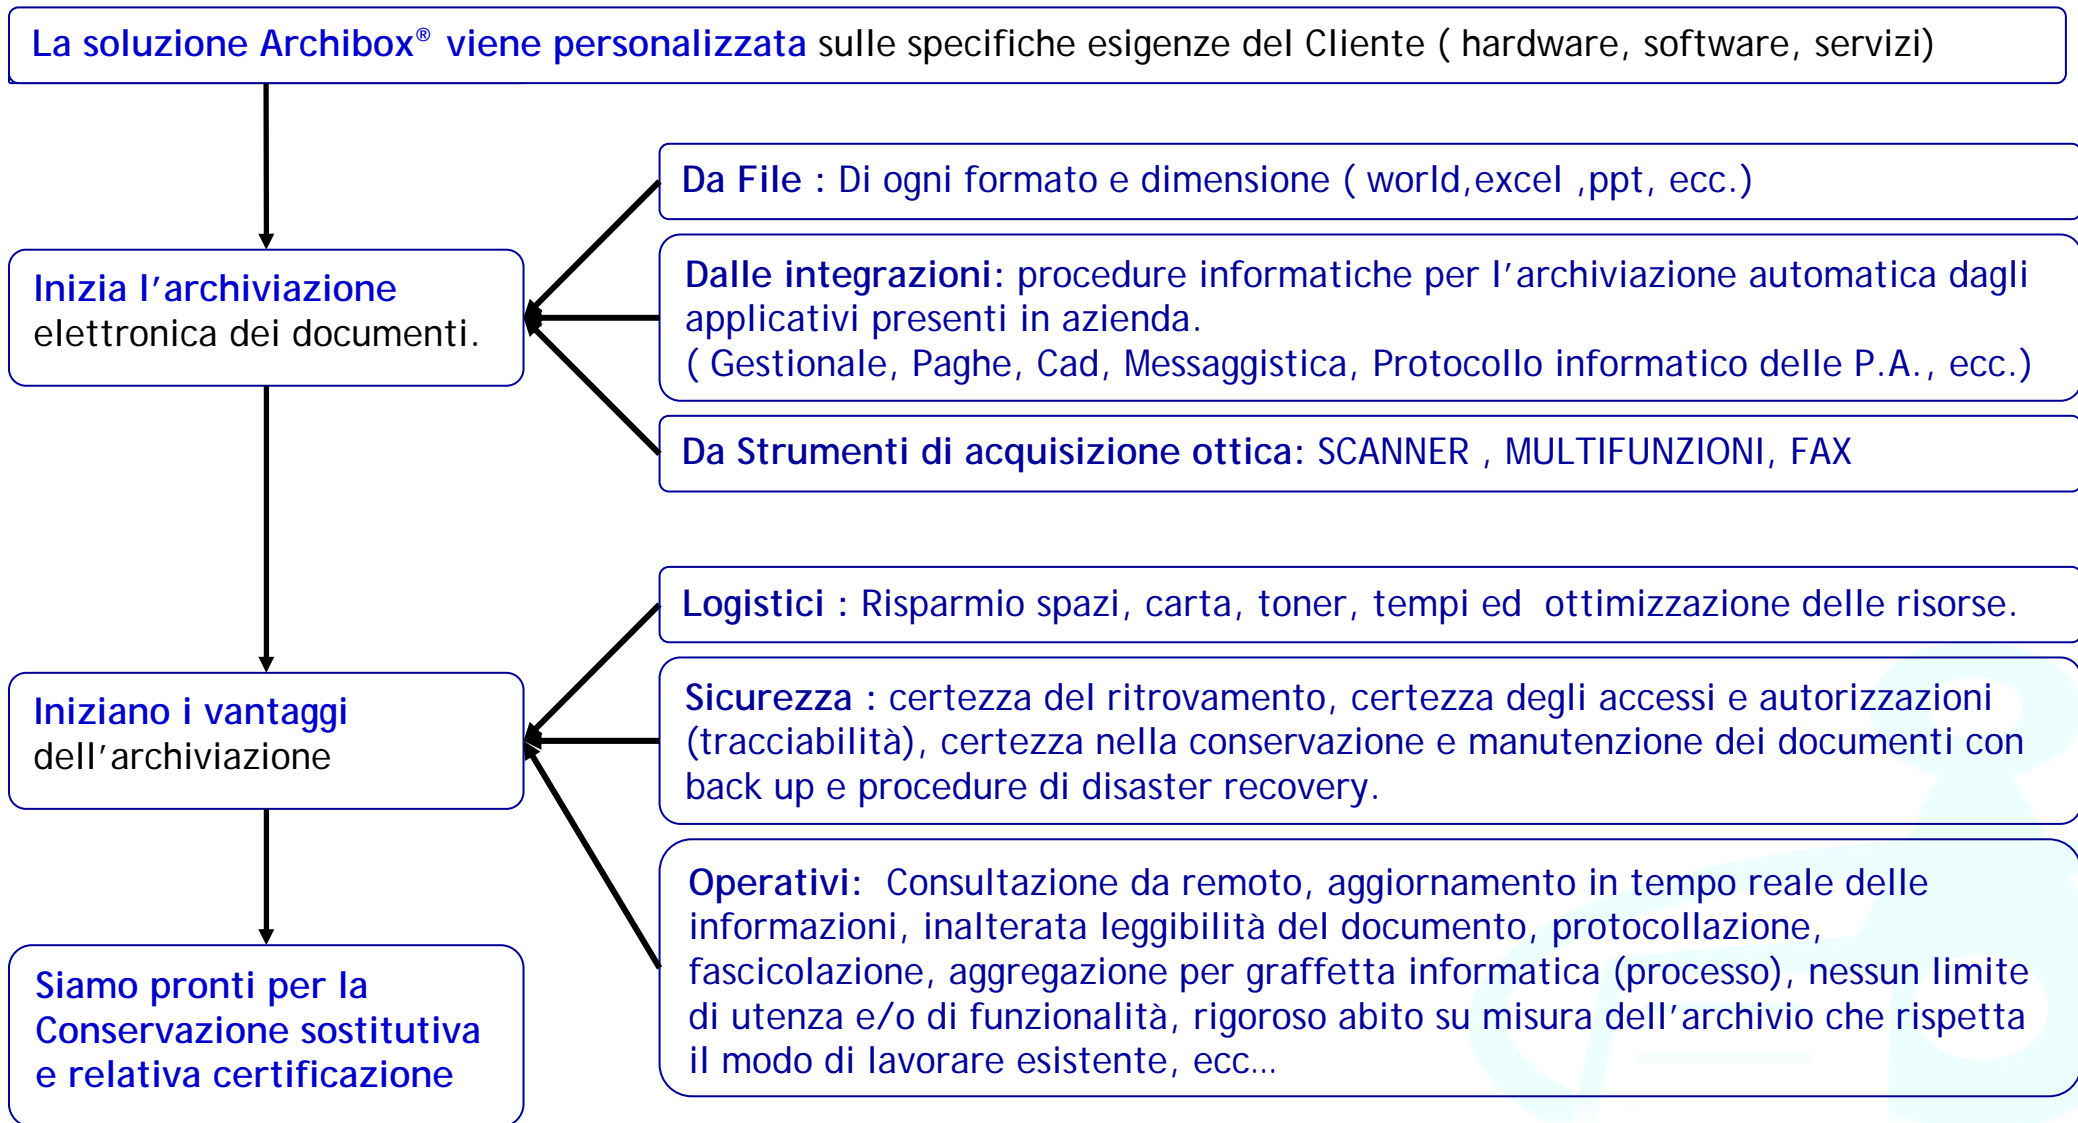 La soluzione Archibox® viene personalizzata sulle specifiche esigenze del Cliente ( hardware, software, servizi)
Da File : Di ogni formato e dimensione ( world,excel ,ppt, ecc.)
Inizia l’archiviazione
elettronica dei documenti.
Dalle integrazioni: procedure informatiche per l’archiviazione automatica dagli
applicativi presenti in azienda.
( Gestionale, Paghe, Cad, Messaggistica, Protocollo informatico delle P.A., ecc.)
Da Strumenti di acquisizione ottica: SCANNER , MULTIFUNZIONI, FAX
Logistici : Risparmio spazi, carta, toner, tempi ed  ottimizzazione delle risorse.
Iniziano i vantaggi
dell’archiviazione
Sicurezza : certezza del ritrovamento, certezza degli accessi e autorizzazioni
(tracciabilità), certezza nella conservazione e manutenzione dei documenti con
back up e procedure di disaster recovery.
Operativi:  Consultazione da remoto, aggiornamento in tempo reale delle
informazioni, inalterata leggibilità del documento, protocollazione,
fascicolazione, aggregazione per graffetta informatica (processo), nessun limite
di utenza e/o di funzionalità, rigoroso abito su misura dell’archivio che rispetta
il modo di lavorare esistente, ecc…
Siamo pronti per la
Conservazione sostitutiva
e relativa certificazione